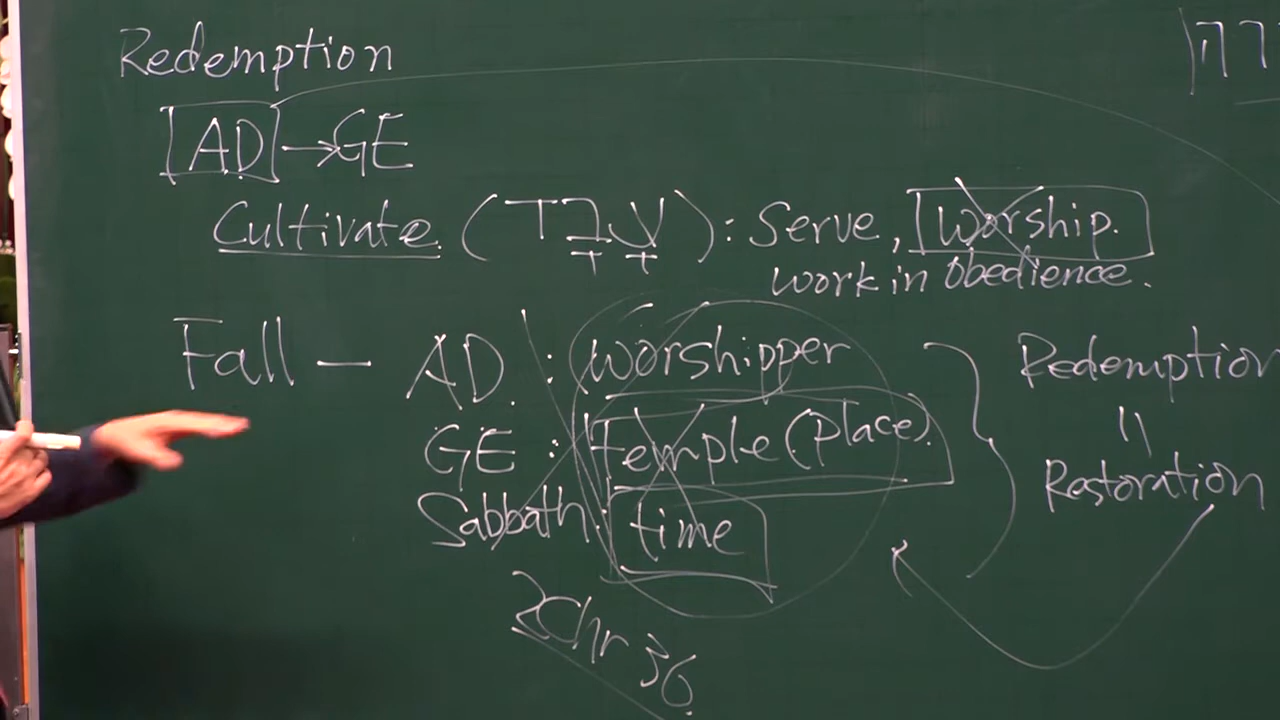 Redemption
AD → GE
Cultivate (עָבַד): Serve, Worship.
work in obedience.
Fall — AD : worshipper
GE : Temple (place).
Sabbath : time
2Chr 36
Redemption
=
Restoration